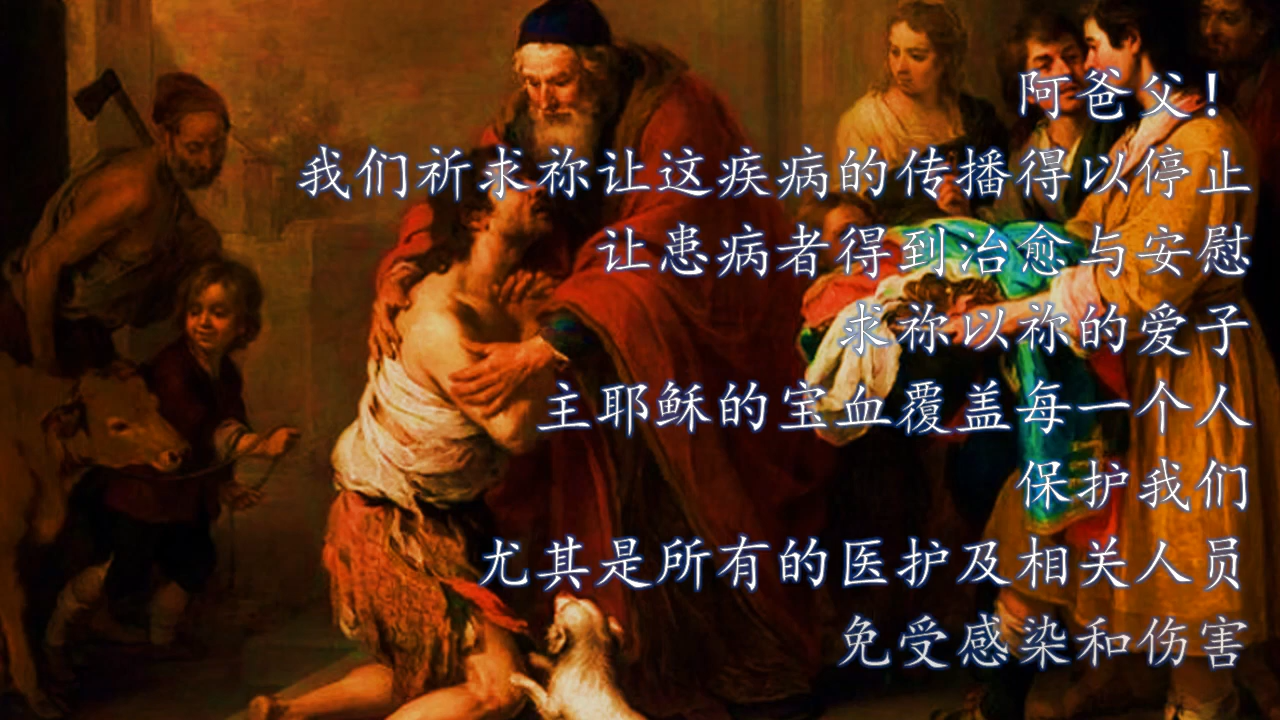 阿爸父！
我们祈求祢让这疾病的传播得以停止
让患病者得到治愈与安慰
求祢以祢的爱子
主耶稣的宝血覆盖每一个人
保护我们
尤其是所有的医护及相关人员
免受感染和伤害